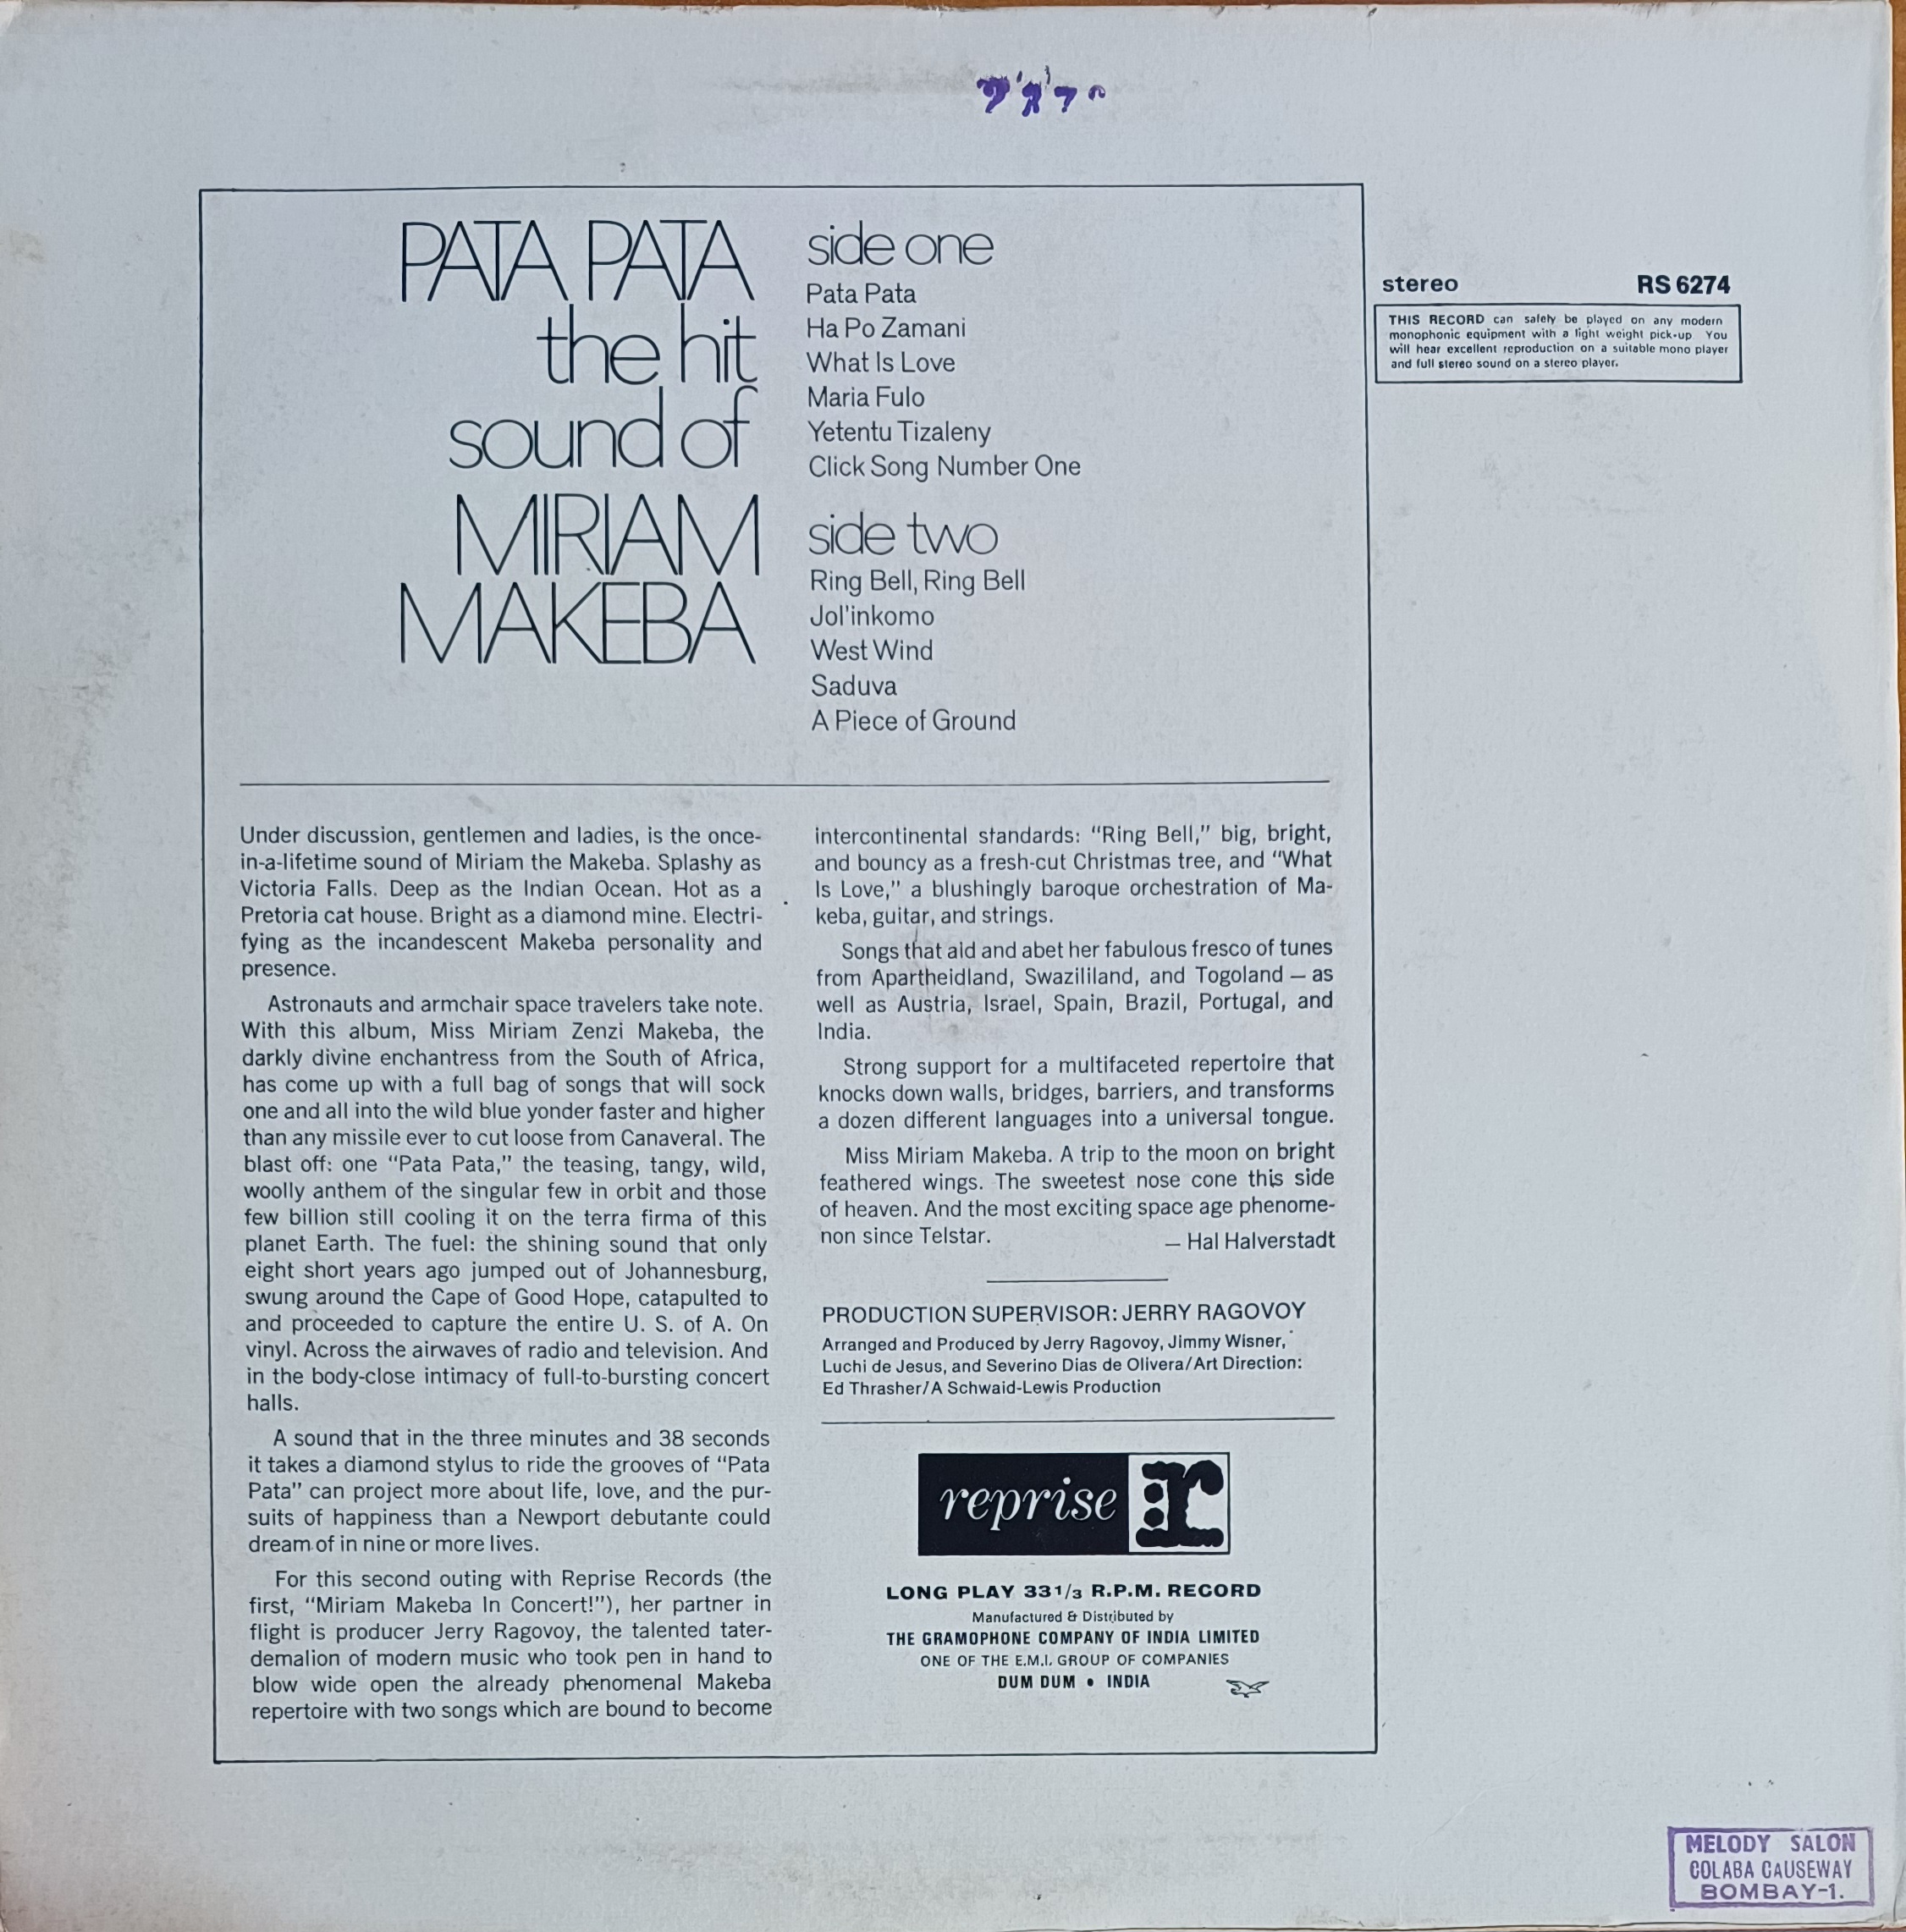 PATA PATA
the hit
sound of
MIRIAM
MAKEBA
side one
Pata Pata
Ha Po Zamani
What Is Love
Maria Fulo
Yetentu Tizaleny
Click Song Number One
side two
Ring Bell, Ring Bell
Jol'inkomo
West Wind
Saduva
A Piece of Ground
stereo RS 6274
THIS RECORD can safely be played on any modern
monophonic equipment with a light weight pick-up You
will hear excellent reproduction on a suitable mono player
and full stereo sound on a stereo player.
Under discussion, gentlemen and ladies, is the once-
in-a-lifetime sound of Miriam the Makeba. Splashy as
Victoria Falls. Deep as the Indian Ocean. Hot as a
Pretoria cat house. Bright as a diamond mine. Electri-
fying as the incandescent Makeba personality and
presence.
Astronauts and armchair space travelers take note.
With this album, Miss Miriam Zenzi Makeba, the
darkly divine enchantress from the South of Africa,
has come up with a full bag of songs that will sock
one and all into the wild blue yonder faster and higher
than any missile ever to cut loose from Canaveral. The
blast off: one “Pata Pata,” the teasing, tangy, wild,
woolly anthem of the singular few in orbit and those
few billion still cooling it on the terra firma of this
planet Earth. The fuel: the shining sound that only
eight short years ago jumped out of Johannesburg,
swung around the Cape of Good Hope, catapulted to
and proceeded to capture the entire U. S. of A. On
vinyl. Across the airwaves of radio and television. And
in the body-close intimacy of full-to-bursting concert
halls.
A sound that in the three minutes and 38 seconds
it takes a diamond stylus to ride the grooves of “Pata
Pata” can project more about life, love, and the pur-
suits of happiness than a Newport debutante could
dream of in nine or more lives.
For this second outing with Reprise Records (the
first, “Miriam Makeba In Concert!”), her partner in
flight is producer Jerry Ragovoy, the talented tater-
demalion of modern music who took pen in hand to
blow wide open the already phenomenal Makeba
repertoire with two songs which are bound to become
intercontinental standards: “Ring Bell,” big, bright,
and bouncy as a fresh-cut Christmas tree, and “What
Is Love,” a blushingly baroque orchestration of Ma-
keba, guitar, and strings.
Songs that aid and abet her fabulous fresco of tunes
from Apartheidland, Swazililand, and Togoland — as
well as Austria, Israel, Spain, Brazil, Portugal, and
India.
Strong support for a multifaceted repertoire that
knocks down walls, bridges, barriers, and transforms
a dozen different languages into a universal tongue.
Miss Miriam Makeba. A trip to the moon on bright
feathered wings. The sweetest nose cone this side
of heaven. And the most exciting space age phenome-
non since Telstar. — Hal Halverstadt
PRODUCTION SUPERVISOR: JERRY RAGOVOY
Arranged and Produced by Jerry Ragovoy, Jimmy Wisner,
Luchi de Jesus, and Severino Dias de Olivera/Art Direction:
Ed Thrasher/A Schwaid-Lewis Production
reprise r:
LONG PLAY 33 1/3 R.P.M. RECORD
Manufactured & Distributed by
THE GRAMOPHONE COMPANY OF INDIA LIMITED
ONE OF THE E.M.I. GROUP OF COMPANIES
DUM DUM • INDIA
MELODY SALON
COLABA CAUSEWAY
BOMBAY-1.